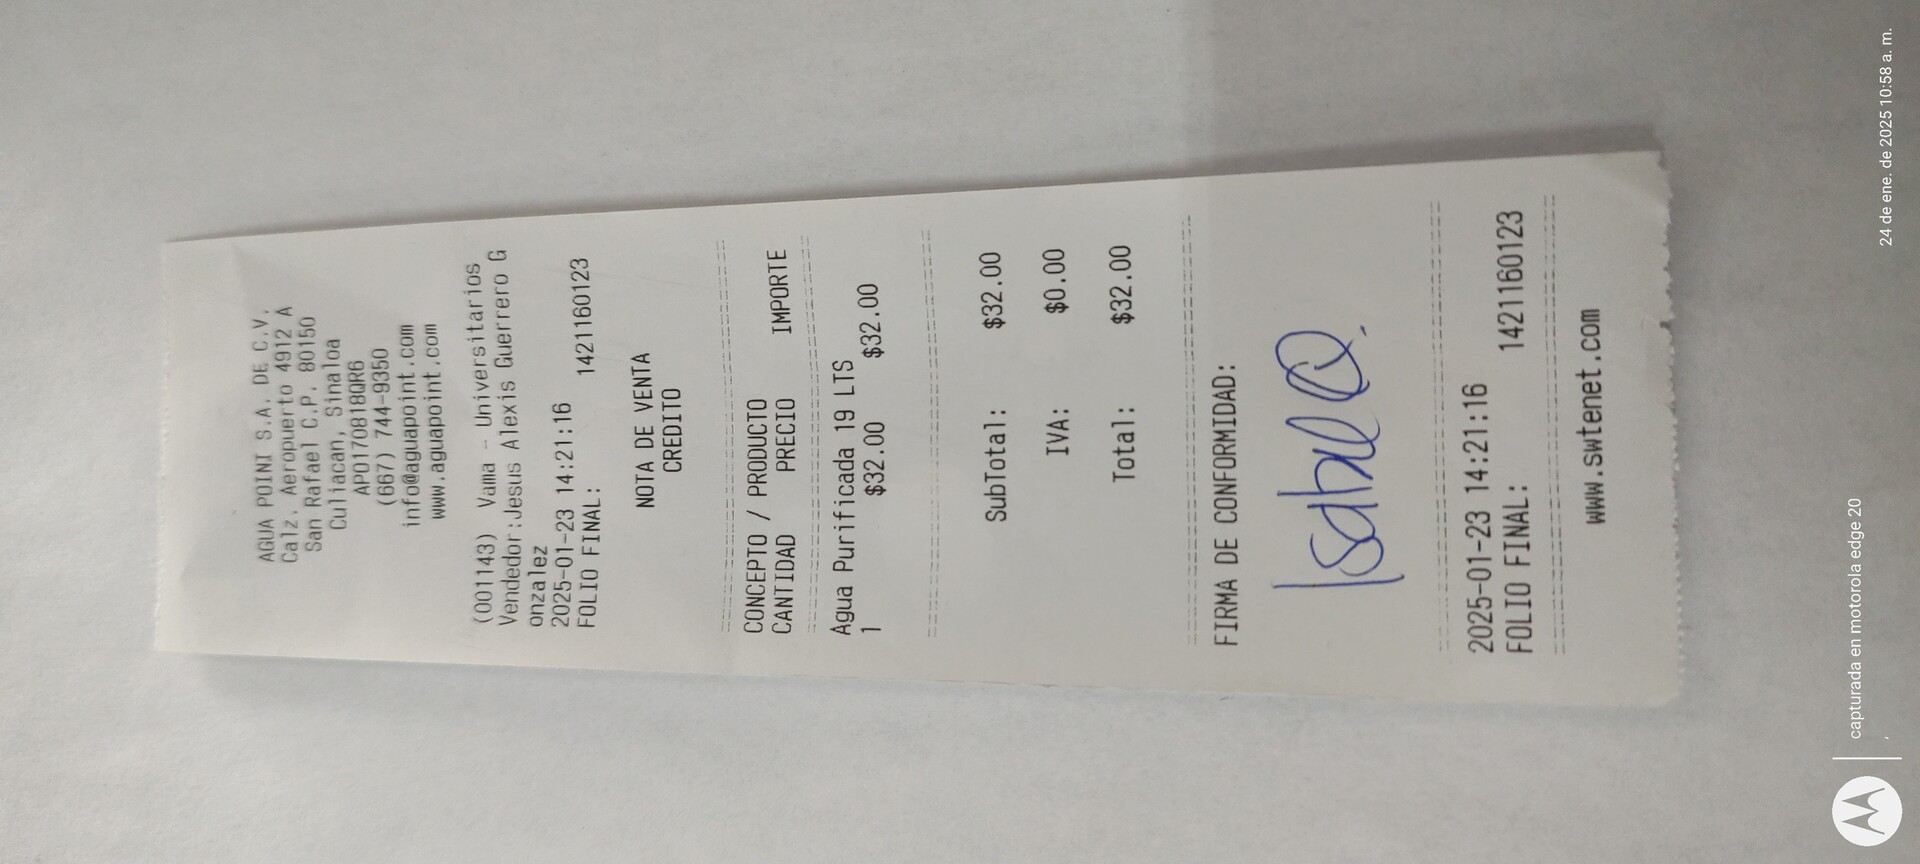 AGUA POINI S.A. DE C.V.
Calz. Aeropuerto 4912 A
San Rafael C.P. 80150
Culiacan, Sinaloa
APO170818QR6
(667) 744-9350
info@aguapoint.com
www.aguapoint.com
(001143) Vama - Universitarios
Vendedor:Jesus Alexis Guerrero G
onzalez
2025-01-23 14:21:16
FOLIO FINAL: 1421160123
NOTA DE VENTA
CREDITO
CONCEPTO / PRODUCTO
CANTIDAD PRECIO IMPORTE
Agua Purificada 19 LTS
1 $32.00 $32.00
SubTotal: $32.00
IVA: $0.00
Total: $32.00
FIRMA DE CONFORMIDAD:
2025-01-23 14:21:16
FOLIO FINAL: 1421160123
www.swtenet.com
capturada en motorola edge 20
24 de ene. de 2025 10:58 a. m.